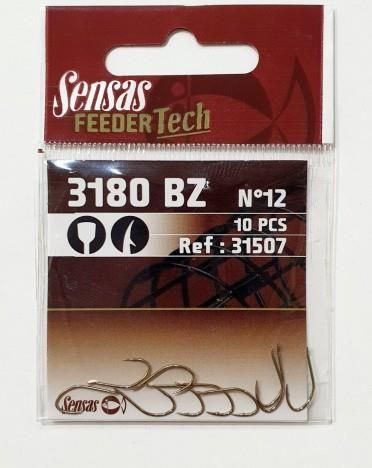 Sensas
FEEDER Tech
3180 BZ N°12
10 PCS
Ref : 31507
Sensas